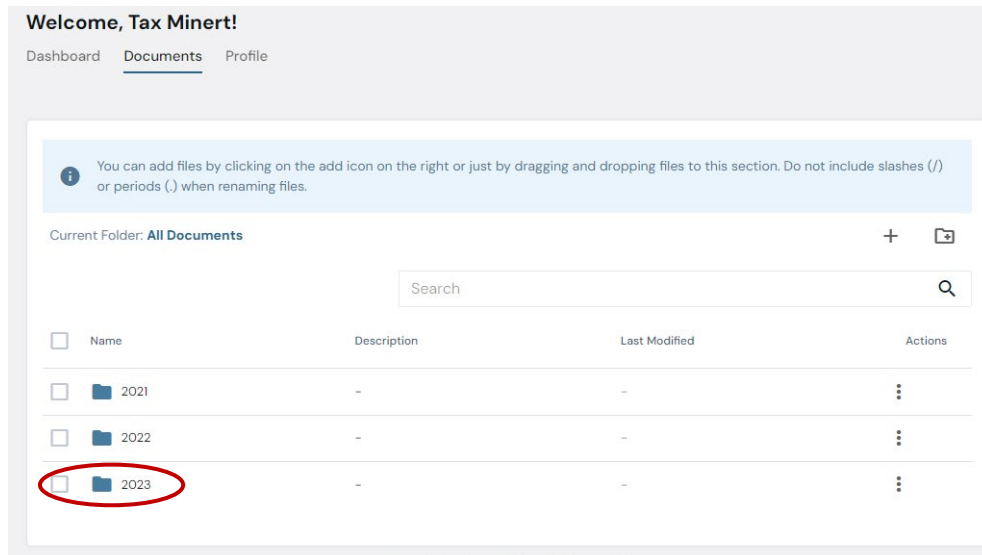 Welcome, Tax Minert!
Dashboard Documents Profile
You can add files by clicking on the add icon on the right or just by dragging and dropping files to this section. Do not include slashes (/)
or periods (.) when renaming files.
Current Folder: All Documents
Search
Name Description Last Modified Actions
2021 - -
2022 - -
2023 - -